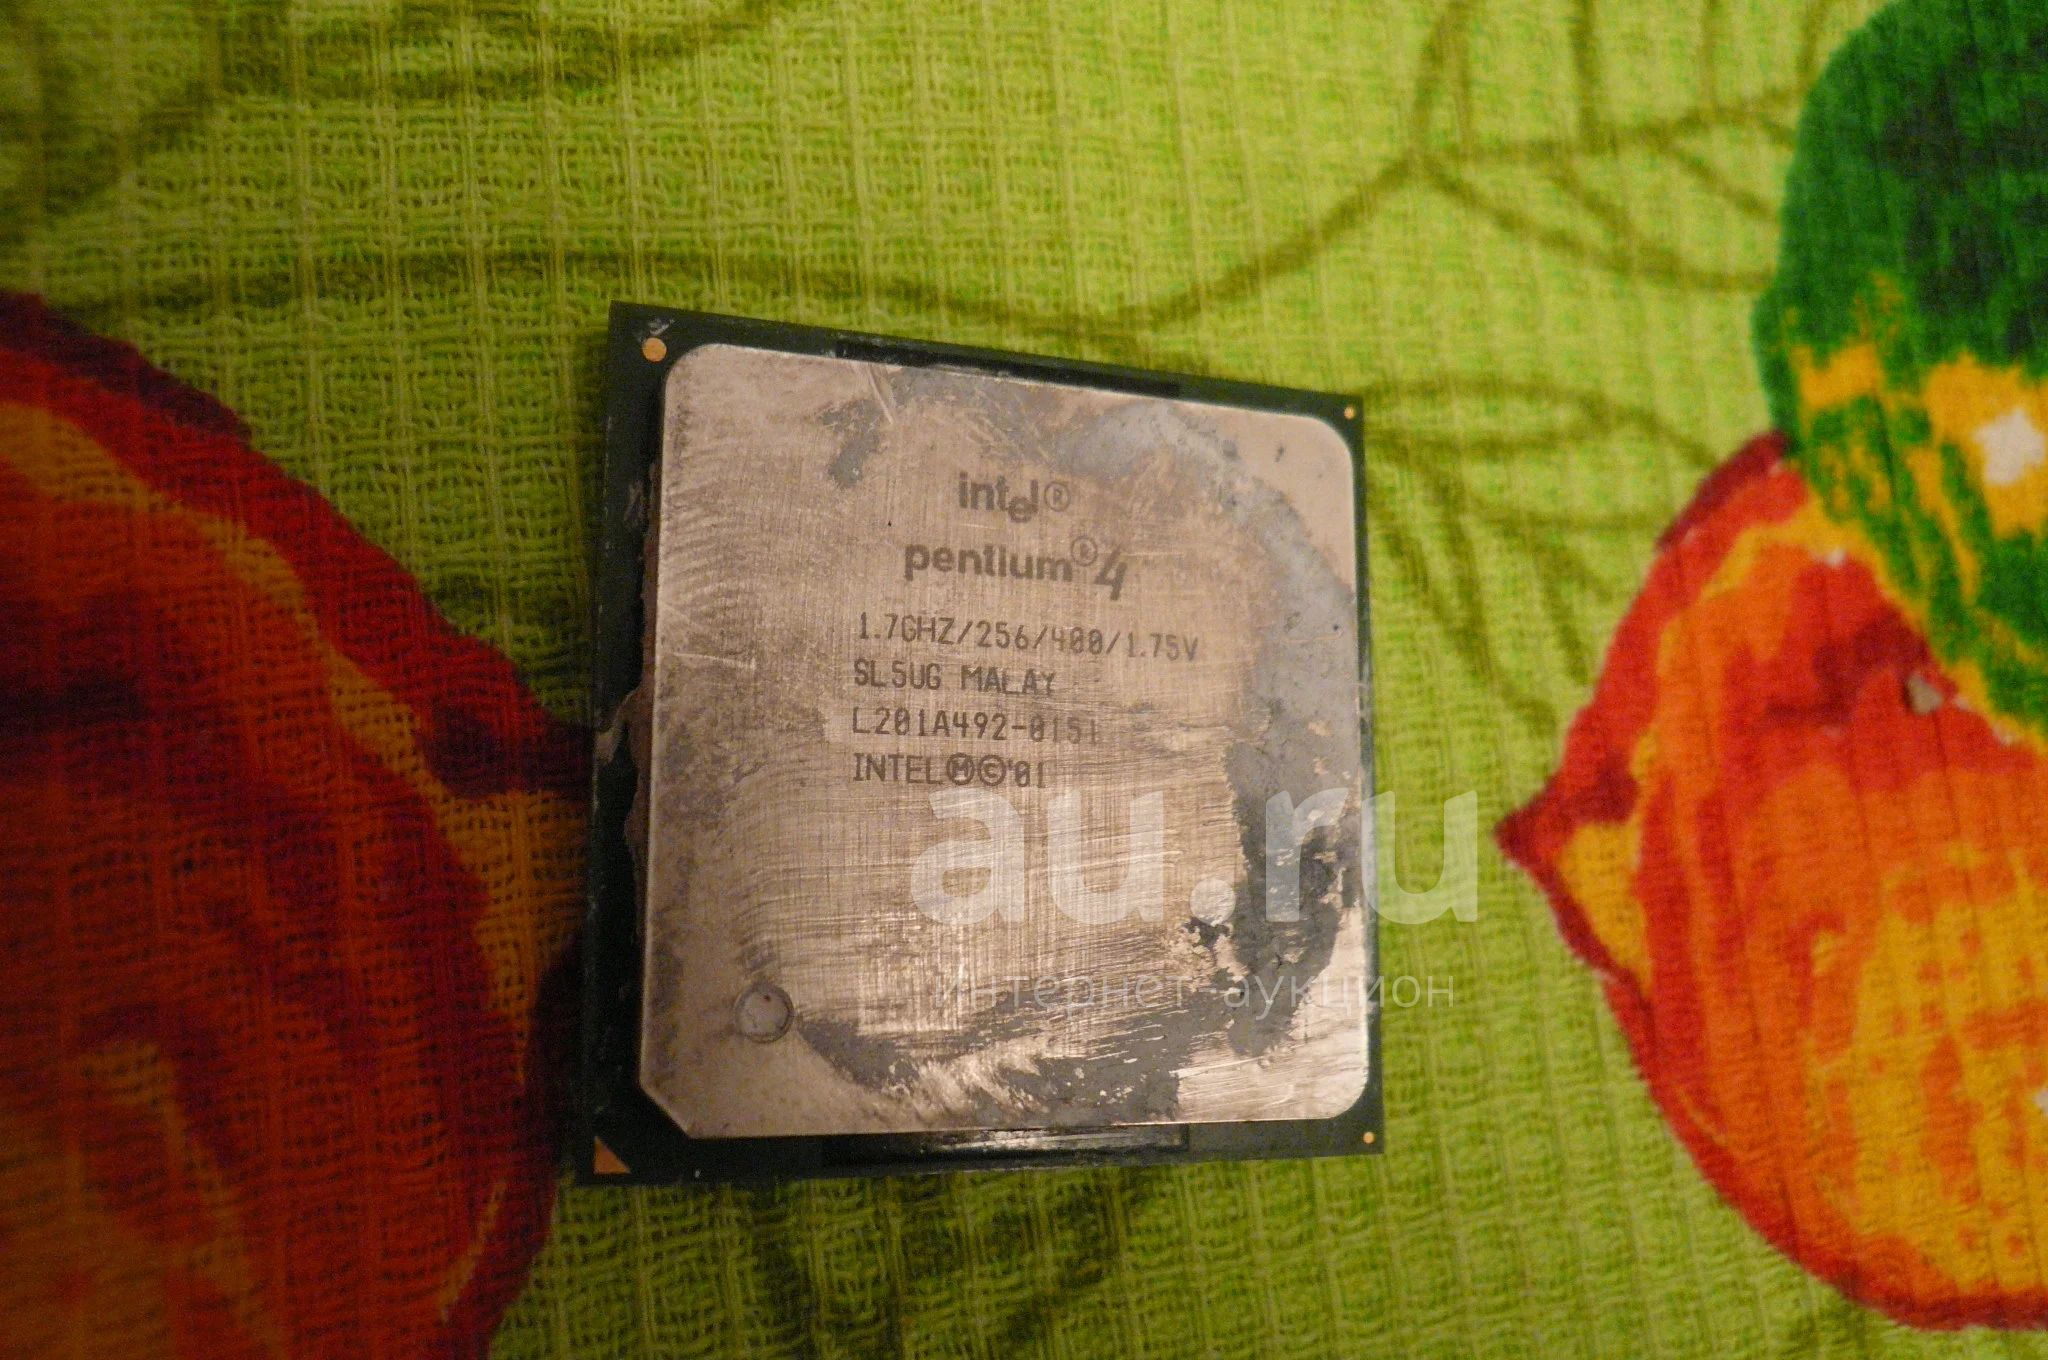 intel®
pentium®4
1.7GHZ/256/400/1.75V
SL5UG MALAY
L201A492-0151
INTEL Ⓜ©'01
au.ru
интернет аукцион